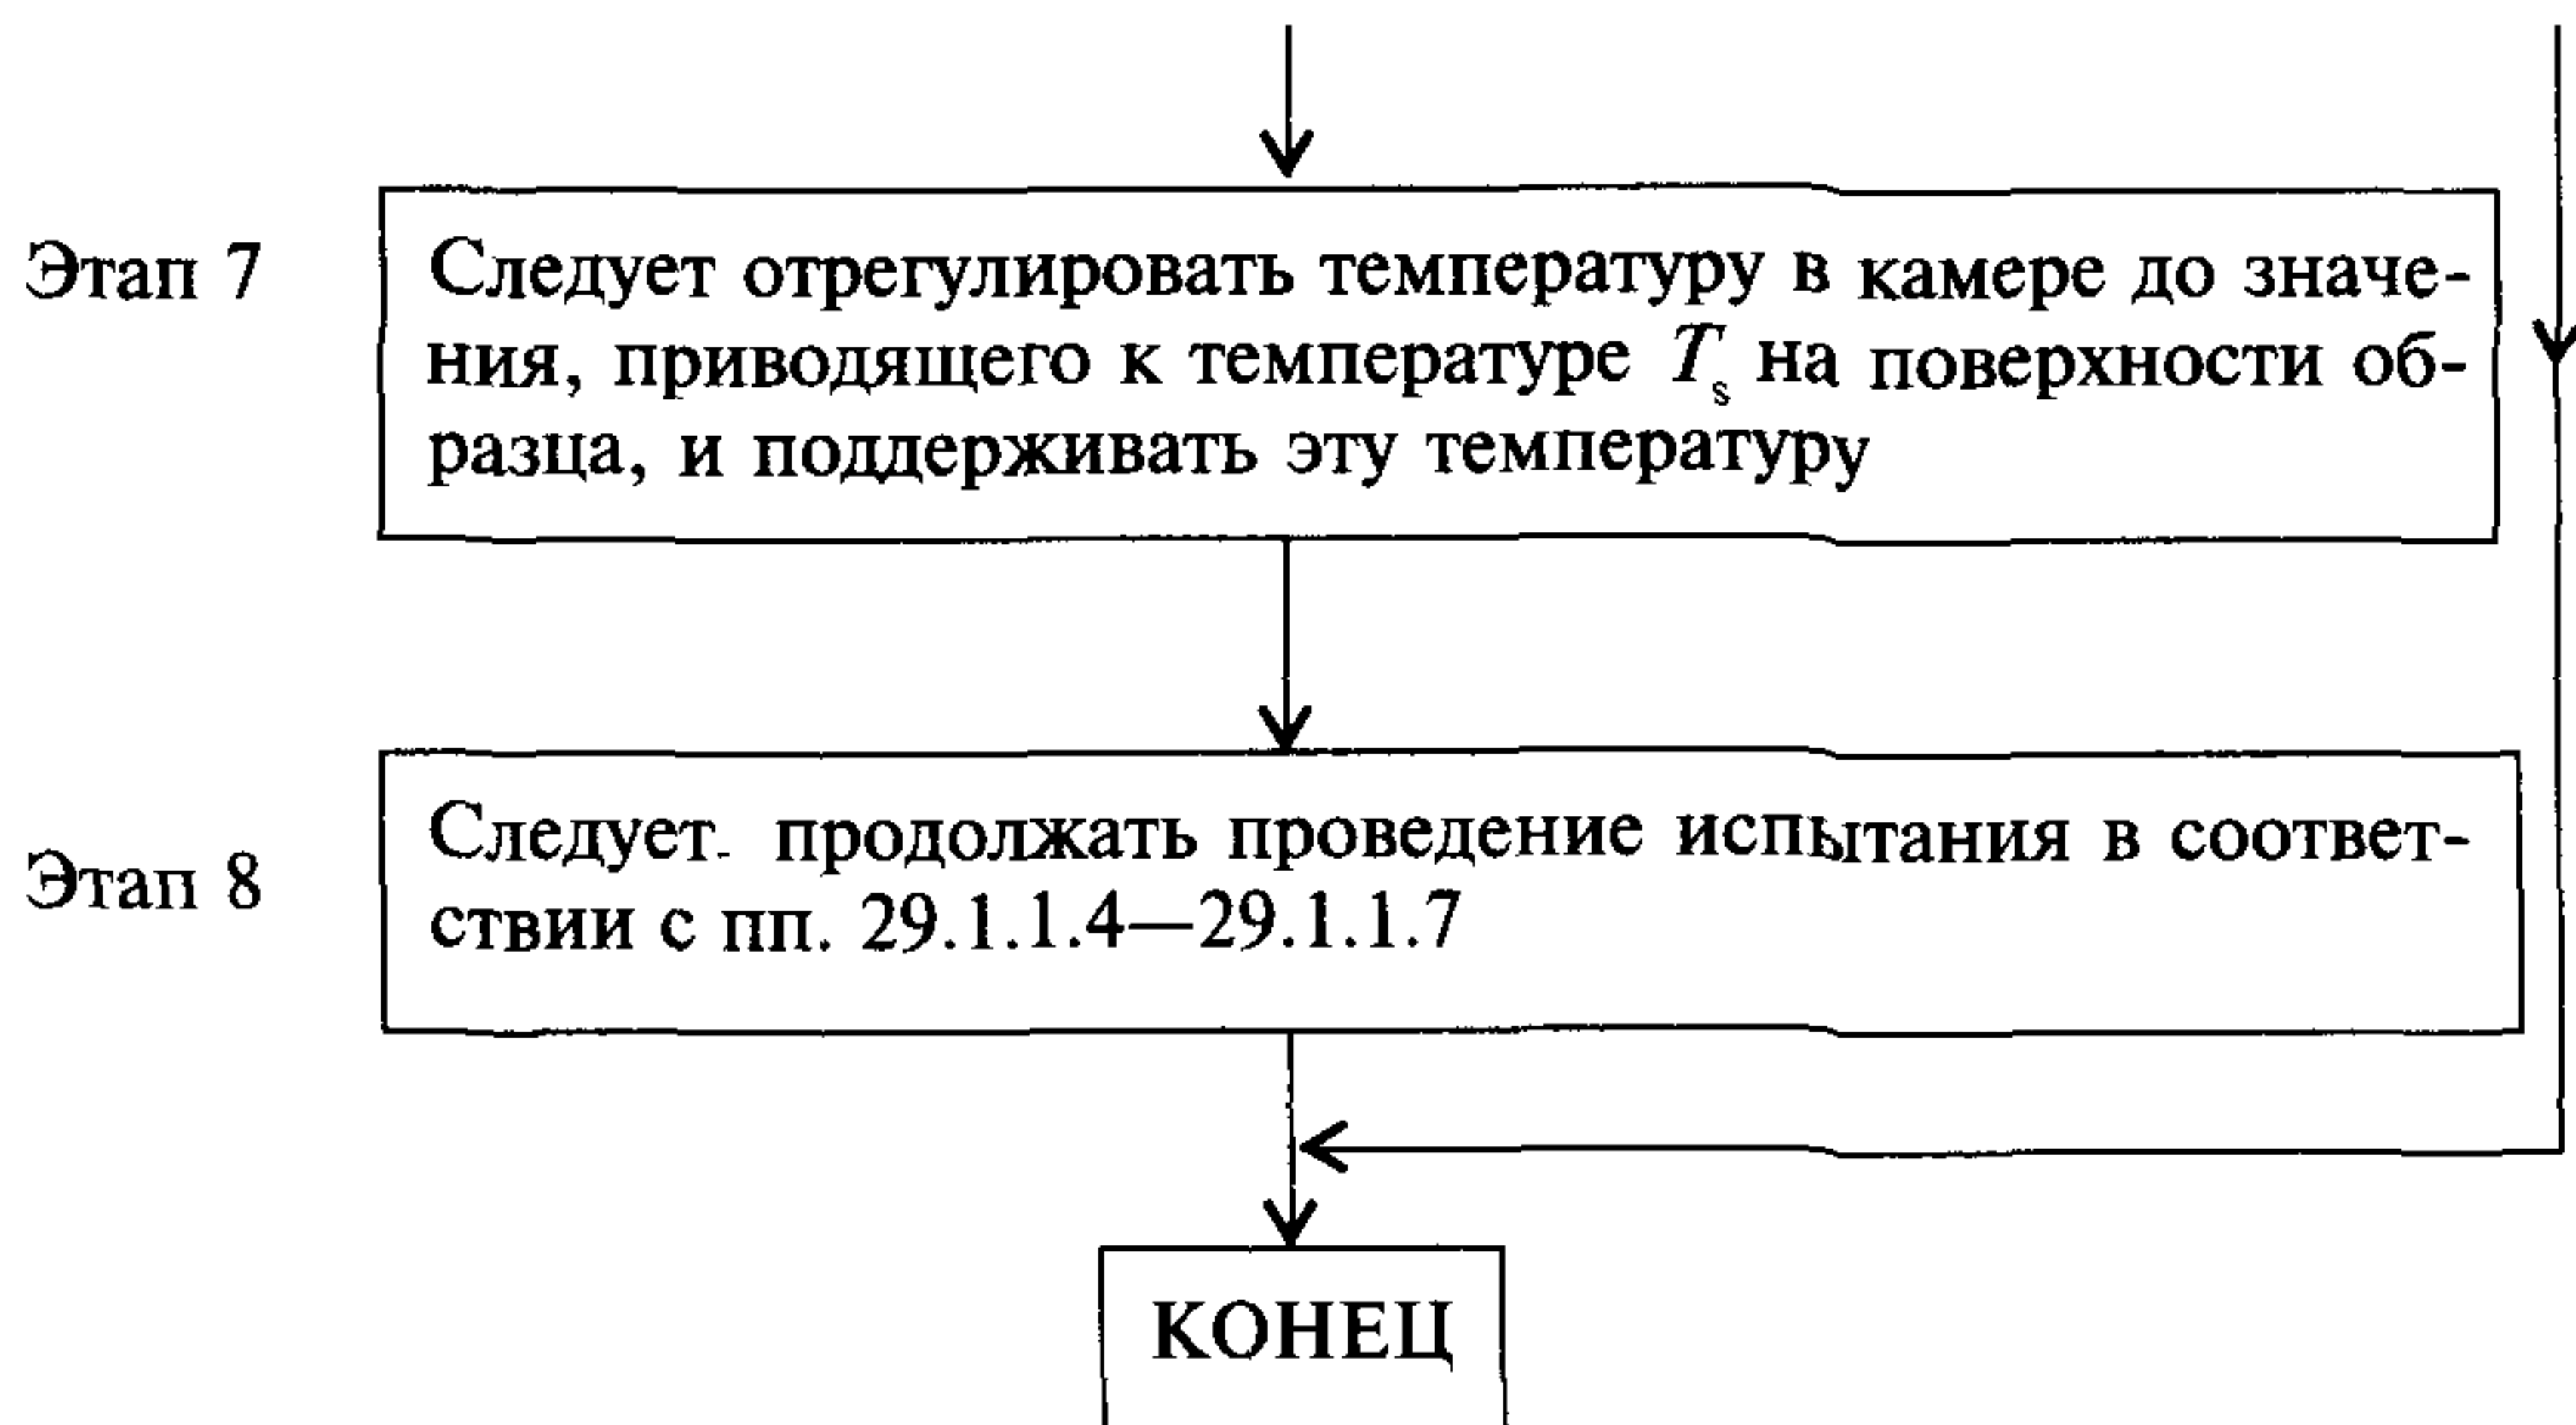 Этап 7
Следует отрегулировать температуру в камере до значе-
ния, приводящего к температуре Ts на поверхности об-
разца, и поддерживать эту температуру
Этап 8
Следует продолжать проведение испытания в соответ-
ствии с пп. 29.1.1.4—29.1.1.7
КОНЕЦ